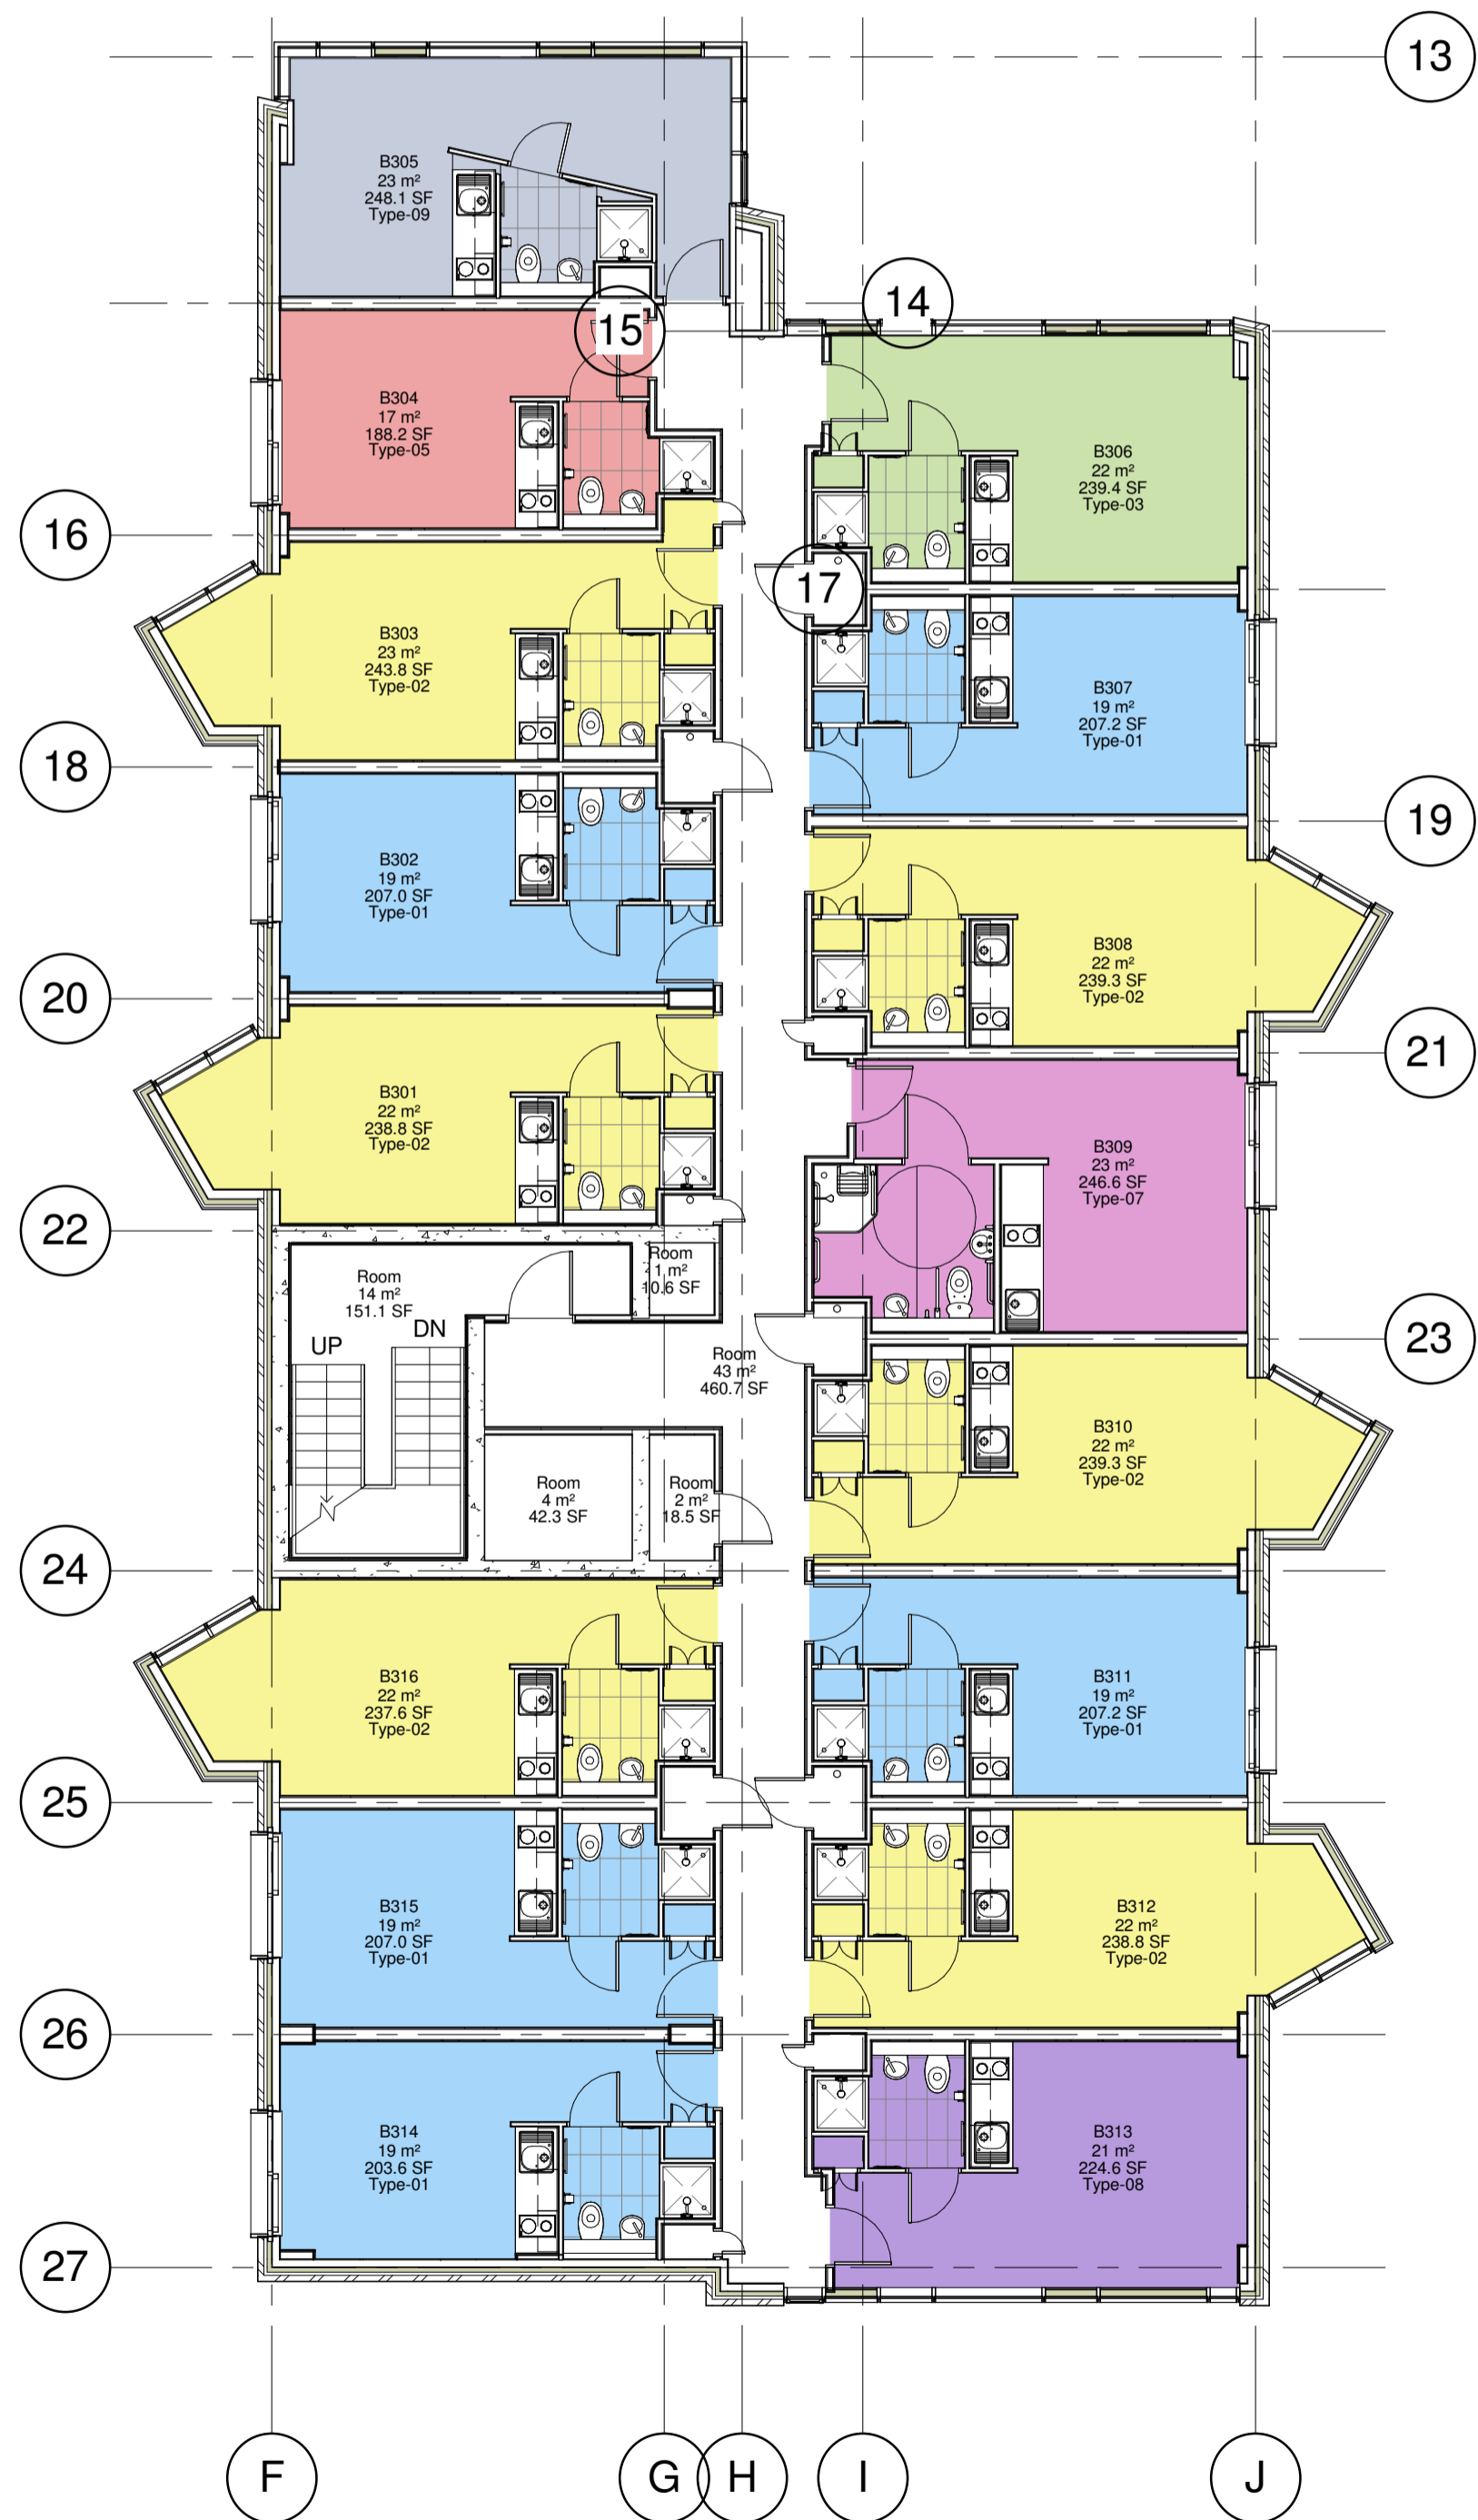 13
B305
23 m²
248.1 SF
Type-09
14
15
B304
17 m²
188.2 SF
Type-05
B306
22 m²
239.4 SF
Type-03
16
17
B303
23 m²
243.8 SF
Type-02
B307
19 m²
207.2 SF
Type-01
18
19
B302
19 m²
207.0 SF
Type-01
B308
22 m²
239.3 SF
Type-02
20
21
B301
22 m²
238.8 SF
Type-02
B309
23 m²
246.6 SF
Type-07
22
Room
1 m²
10.6 SF
Room
14 m²
151.1 SF
UP
DN
23
Room
43 m²
460.7 SF
B310
22 m²
239.3 SF
Type-02
Room
4 m²
42.3 SF
Room
2 m²
18.5 SF
24
B316
22 m²
237.6 SF
Type-02
B311
19 m²
207.2 SF
Type-01
25
B315
19 m²
207.0 SF
Type-01
B312
22 m²
238.8 SF
Type-02
26
B314
19 m²
203.6 SF
Type-01
B313
21 m²
224.6 SF
Type-08
27
F
G
H
I
J